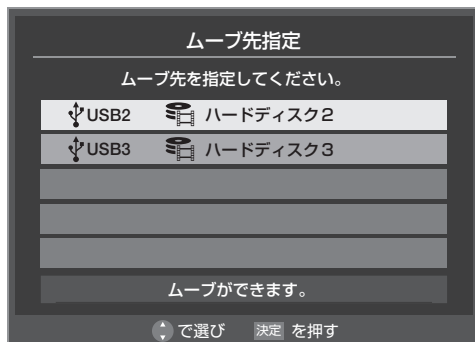 ムーブ先指定
ムーブ先を指定してください。
USB2 ハードディスク2
USB3 ハードディスク3
ムーブができます。
で選び 決定 を押す